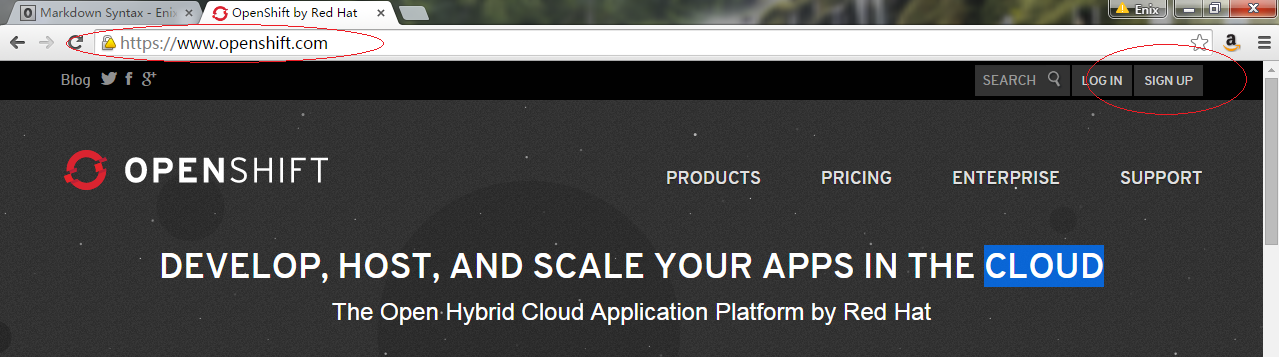 Markdown Syntax - Enix
OpenShift by Red Hat
Enix
https://www.openshift.com
Blog
SEARCH
LOG IN
SIGN UP
OPENSHIFT
PRODUCTS
PRICING
ENTERPRISE
SUPPORT
DEVELOP, HOST, AND SCALE YOUR APPS IN THE CLOUD
The Open Hybrid Cloud Application Platform by Red Hat